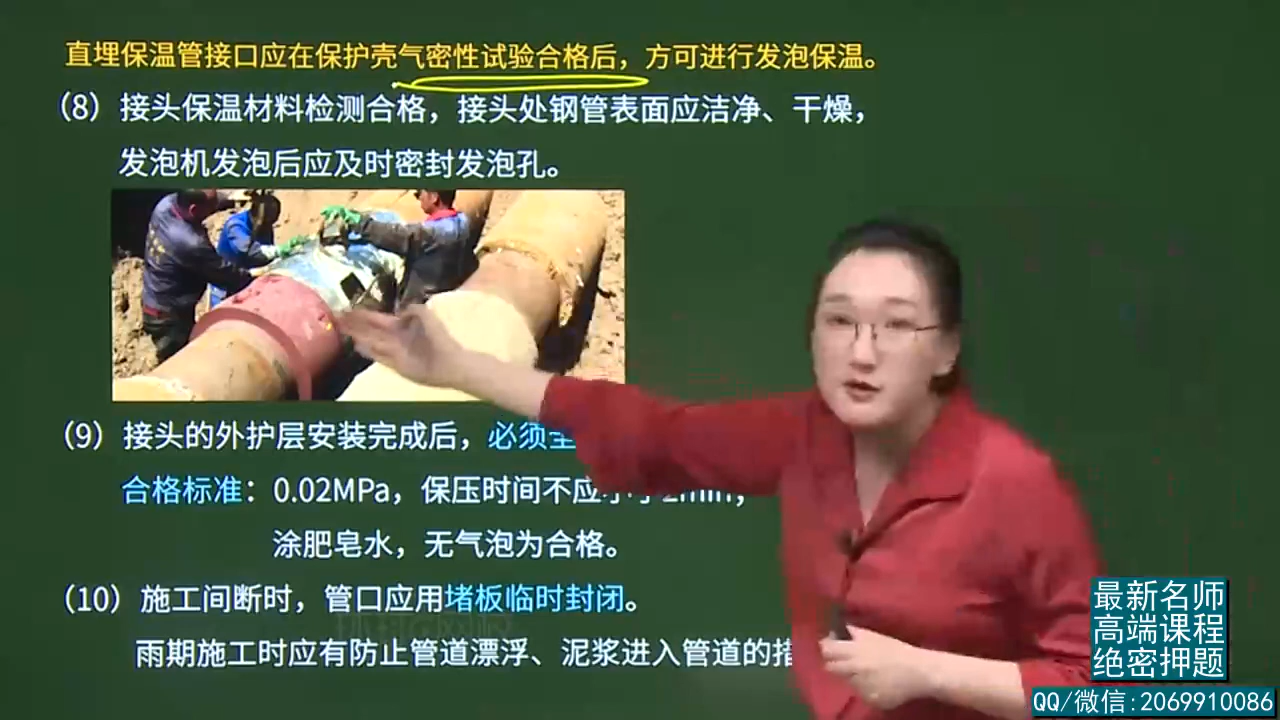 直埋保温管接口应在保护壳气密性试验合格后，方可进行发泡保温。
（8）接头保温材料检测合格，接头处钢管表面应洁净、干燥，
发泡机发泡后应及时密封发泡孔。
（9）接头的外护层安装完成后，必须全
合格标准：0.02MPa，保压时间不应小于2min；
涂肥皂水，无气泡为合格。
（10）施工间断时，管口应用堵板临时封闭。
雨期施工时应有防止管道漂浮、泥浆进入管道的措
最新名师
高端课程
绝密押题
QQ/微信:2069910086